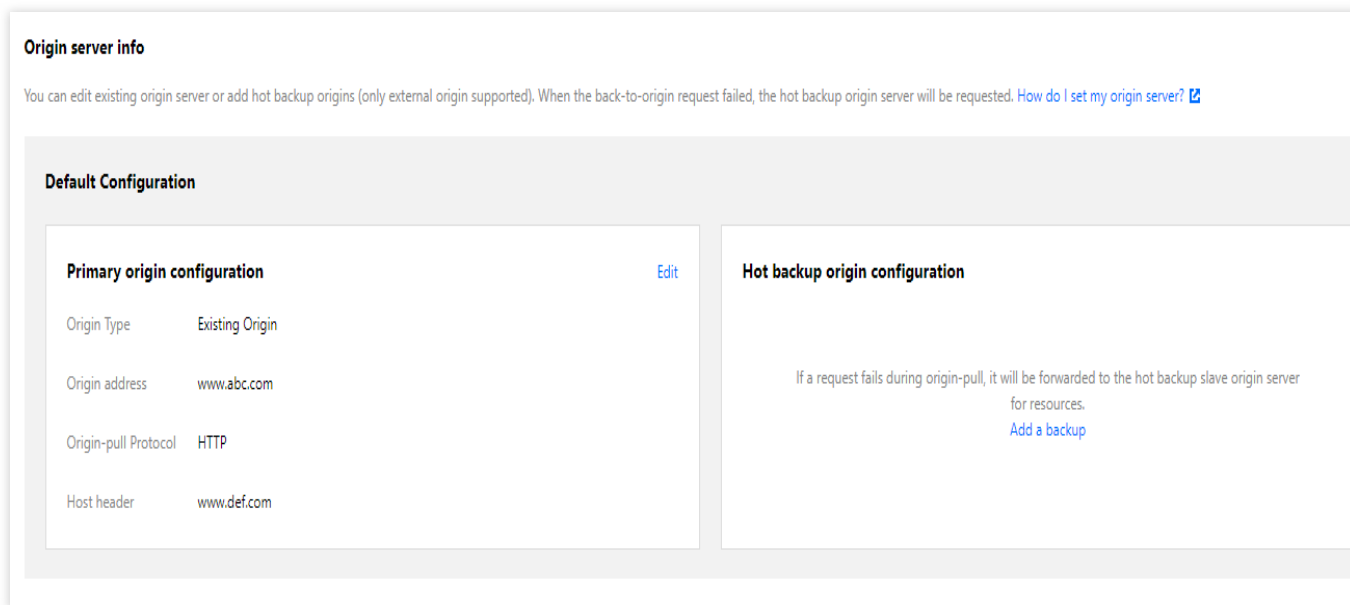 Origin server info
You can edit existing origin server or add hot backup origins (only external origin supported). When the back-to-origin request failed, the hot backup origin server will be requested. How do I set my origin server?
Default Configuration
Primary origin configuration
Edit
Origin Type Existing Origin
Origin address www.abc.com
Origin-pull Protocol HTTP
Host header www.def.com
Hot backup origin configuration
If a request fails during origin-pull, it will be forwarded to the hot backup slave origin server
for resources.
Add a backup